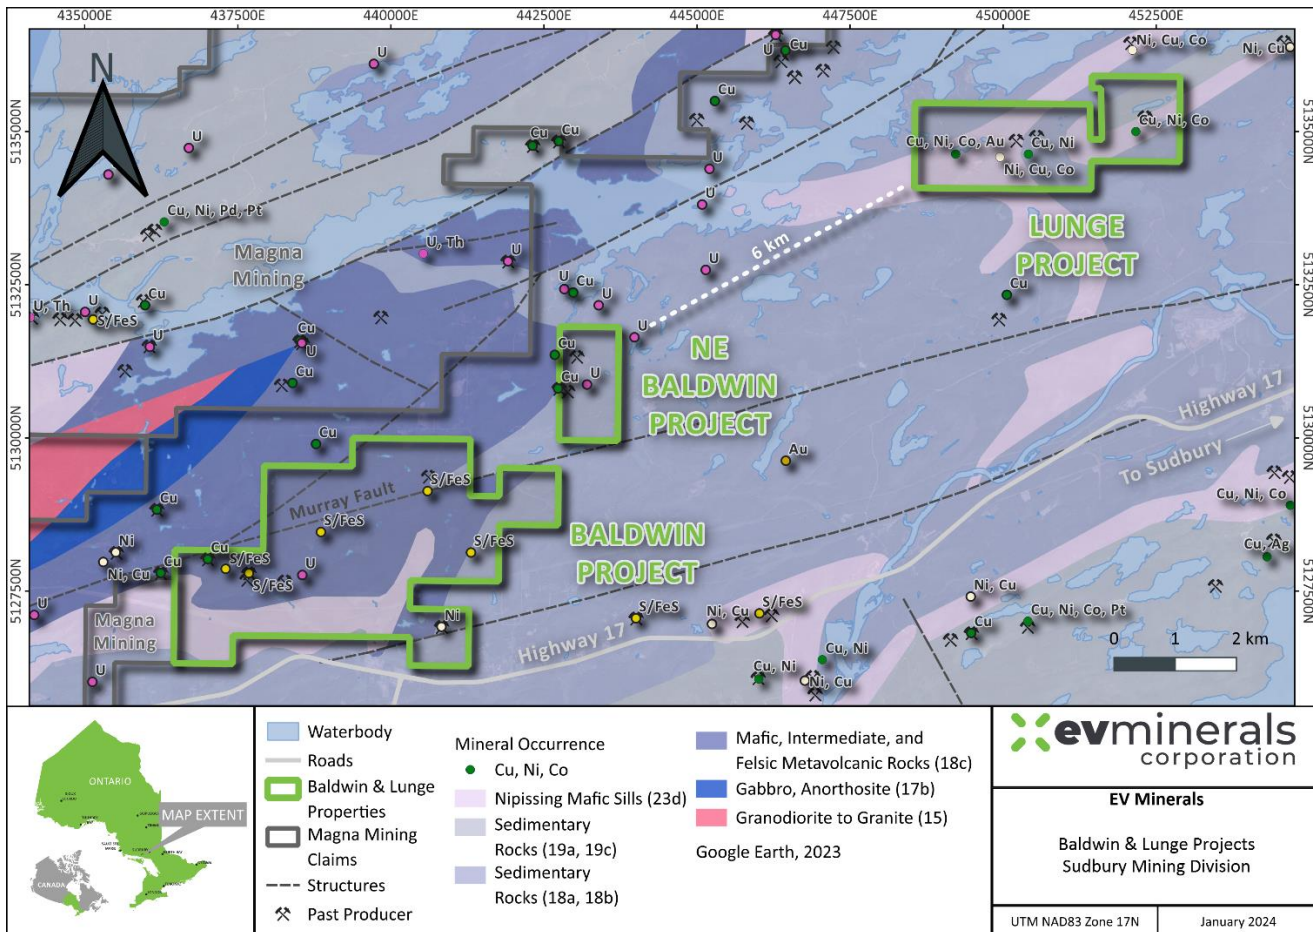 435000E
437500E
440000E
442500E
445000E
447500E
450000E
452500E
U
U
Cu
Ni, Cu, Co
Ni, Cu
N
Cu
5135000N
5135000N
U
Cu
Cu
Cu, Ni, Co, Au
Cu, Ni
Cu, Ni, Co
Ni, Cu, Co
U
U
Cu, Ni, Pd, Pt
Magna
Mining
U, Th
U
6 km
LUNGE
PROJECT
U
5132500N
5132500N
U, Th
U
Cu
S/FeS
U
Cu
U
Cu
Cu
U
U
U
Cu
Cu
Cu
U
NE
BALDWIN
PROJECT
Highway 17
To Sudbury
5130000N
5130000N
Cu
Au
Murray Fault
S/FeS
S/FeS
Cu
Cu, Ni, Co
BALDWIN
PROJECT
S/FeS
Ni
Ni, Cu
Cu
Cu
S/FeS
S/FeS
U
Cu, Ag
5127500N
5127500N
U
Magna
Mining
Ni
S/FeS
Ni, Cu
S/FeS
Ni, Cu
Cu, Ni, Co, Pt
Cu
Highway 17
U
Cu, Ni
Cu, Ni
Ni, Cu
0 1 2 km
ONTARIO
MAP EXTENT
CANADA
Waterbody
Roads
Baldwin & Lunge
Properties
Magna Mining
Claims
Structures
Past Producer
Mineral Occurrence
Cu, Ni, Co
Nipissing Mafic Sills (23d)
Sedimentary
Rocks (19a, 19c)
Sedimentary
Rocks (18a, 18b)
Mafic, Intermediate, and
Felsic Metavolcanic Rocks (18c)
Gabbro, Anorthosite (17b)
Granodiorite to Granite (15)
Google Earth, 2023
evminerals
corporation
EV Minerals
Baldwin & Lunge Projects
Sudbury Mining Division
UTM NAD83 Zone 17N
January 2024